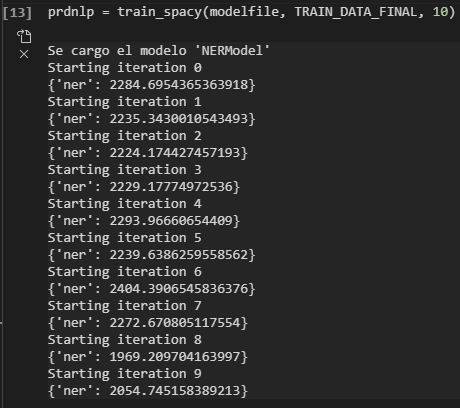 [13] prdnlp = train_spacy(modelfile, TRAIN_DATA_FINAL, 10)
Se cargo el modelo 'NERModel'
Starting iteration 0
{'ner': 2284.6954365363918}
Starting iteration 1
{'ner': 2235.3430010543493}
Starting iteration 2
{'ner': 2224.174427457193}
Starting iteration 3
{'ner': 2229.17774972536}
Starting iteration 4
{'ner': 2293.96660654409}
Starting iteration 5
{'ner': 2239.6386259558562}
Starting iteration 6
{'ner': 2404.3906545836376}
Starting iteration 7
{'ner': 2272.670805117554}
Starting iteration 8
{'ner': 1969.209704163997}
Starting iteration 9
{'ner': 2054.745158389213}